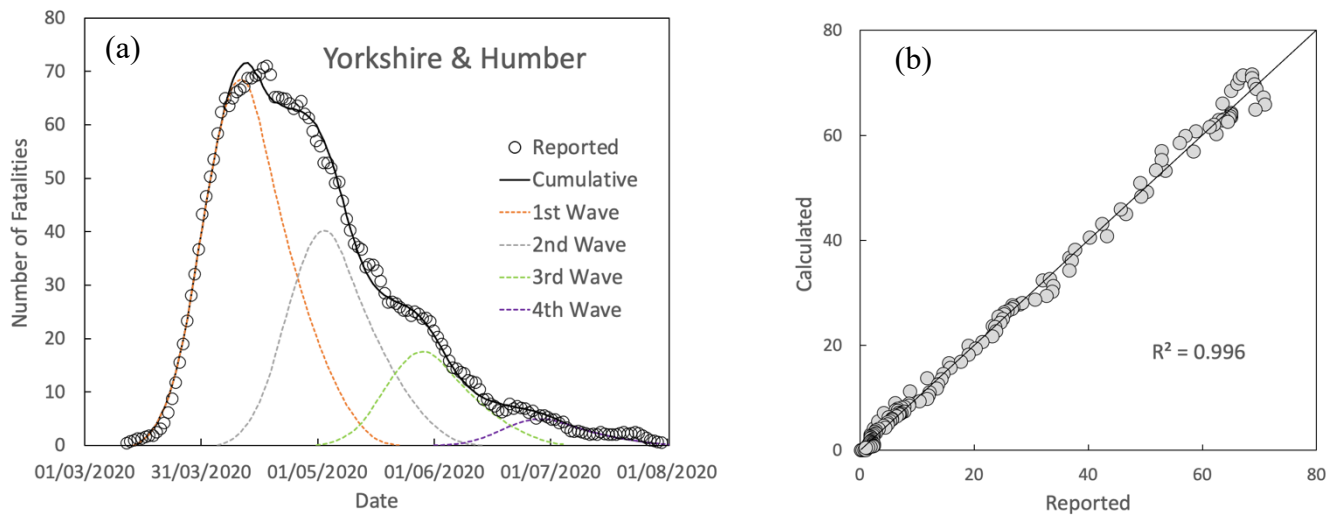 (a)
Yorkshire & Humber
Number of Fatalities
80
70
60
50
40
30
20
10
0
Reported
Cumulative
1st Wave
2nd Wave
3rd Wave
4th Wave
01/03/2020 31/03/2020 01/05/2020 01/06/2020 01/07/2020 01/08/2020
Date
(b)
Calculated
80
60
40
20
0
R² = 0.996
0 20 40 60 80
Reported